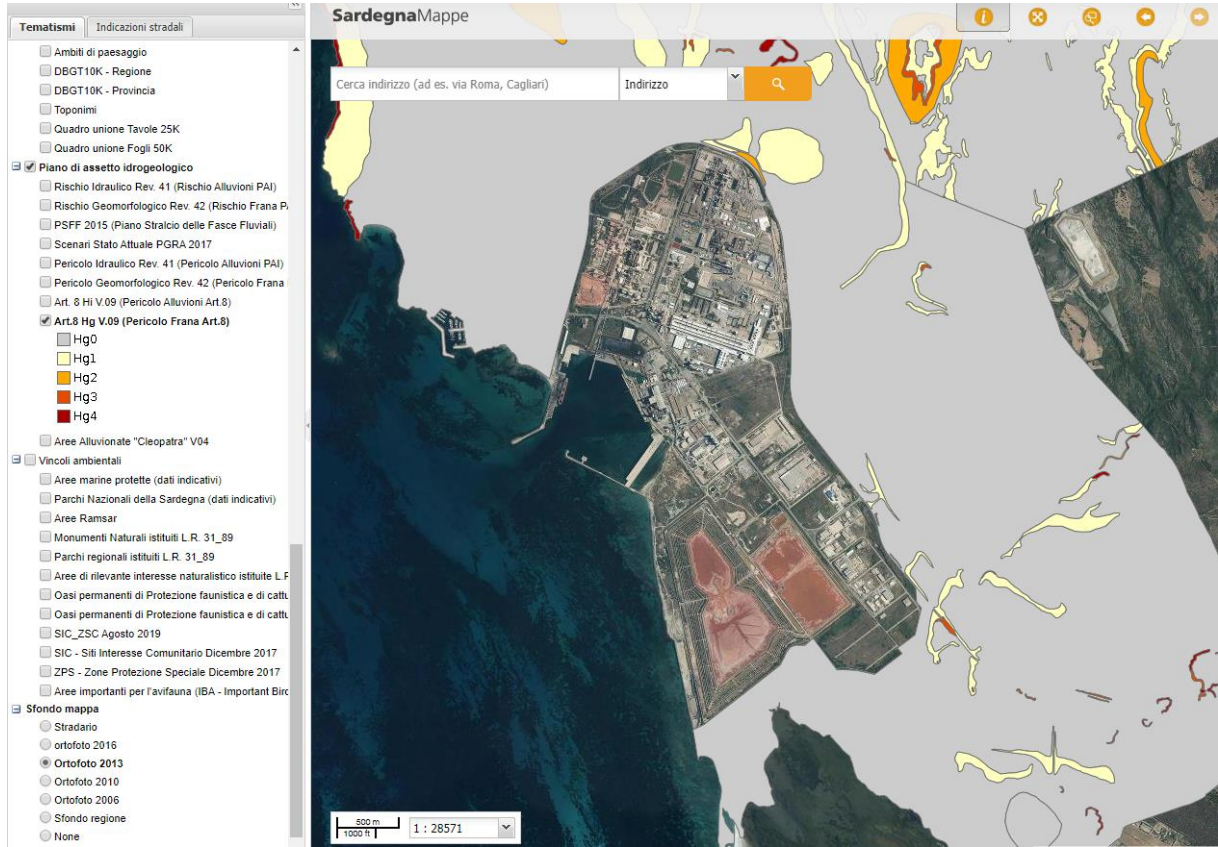 SardegnaMappe
Tematismi
Indicazioni stradali
Ambiti di paesaggio
DBGT10K - Regione
DBGT10K - Provincia
Toponimi
Quadro unione Tavole 25K
Quadro unione Fogli 50K
Piano di assetto idrogeologico
Rischio Idraulico Rev. 41 (Rischio Alluvioni PAI)
Rischio Geomorfologico Rev. 42 (Rischio Frana P
PSFF 2015 (Piano Stralcio delle Fasce Fluviali)
Scenari Stato Attuale PGRA 2017
Pericolo Idraulico Rev. 41 (Pericolo Alluvioni PAI)
Pericolo Geomorfologico Rev. 42 (Pericolo Frana
Art. 8 Hi V.09 (Pericolo Alluvioni Art.8)
Art.8 Hg V.09 (Pericolo Frana Art.8)
Hg0
Hg1
Hg2
Hg3
Hg4
Aree Alluvionate "Cleopatra" V04
Vincoli ambientali
Aree marine protette (dati indicativi)
Parchi Nazionali della Sardegna (dati indicativi)
Aree Ramsar
Monumenti Naturali istituiti L.R. 31_89
Parchi regionali istituiti L.R. 31_89
Aree di rilevante interesse naturalistico istituite L.F
Oasi permanenti di Protezione faunistica e di cattu
Oasi permanenti di Protezione faunistica e di cattu
SIC_ZSC Agosto 2019
SIC - Siti Interesse Comunitario Dicembre 2017
ZPS - Zone Protezione Speciale Dicembre 2017
Aree importanti per l'avifauna (IBA - Important Birc
Sfondo mappa
Stradario
ortofoto 2016
Ortofoto 2013
Ortofoto 2010
Ortofoto 2006
Sfondo regione
None
Cerca indirizzo (ad es. via Roma, Cagliari)
Indirizzo
500 m
1000 ft
1 : 28571